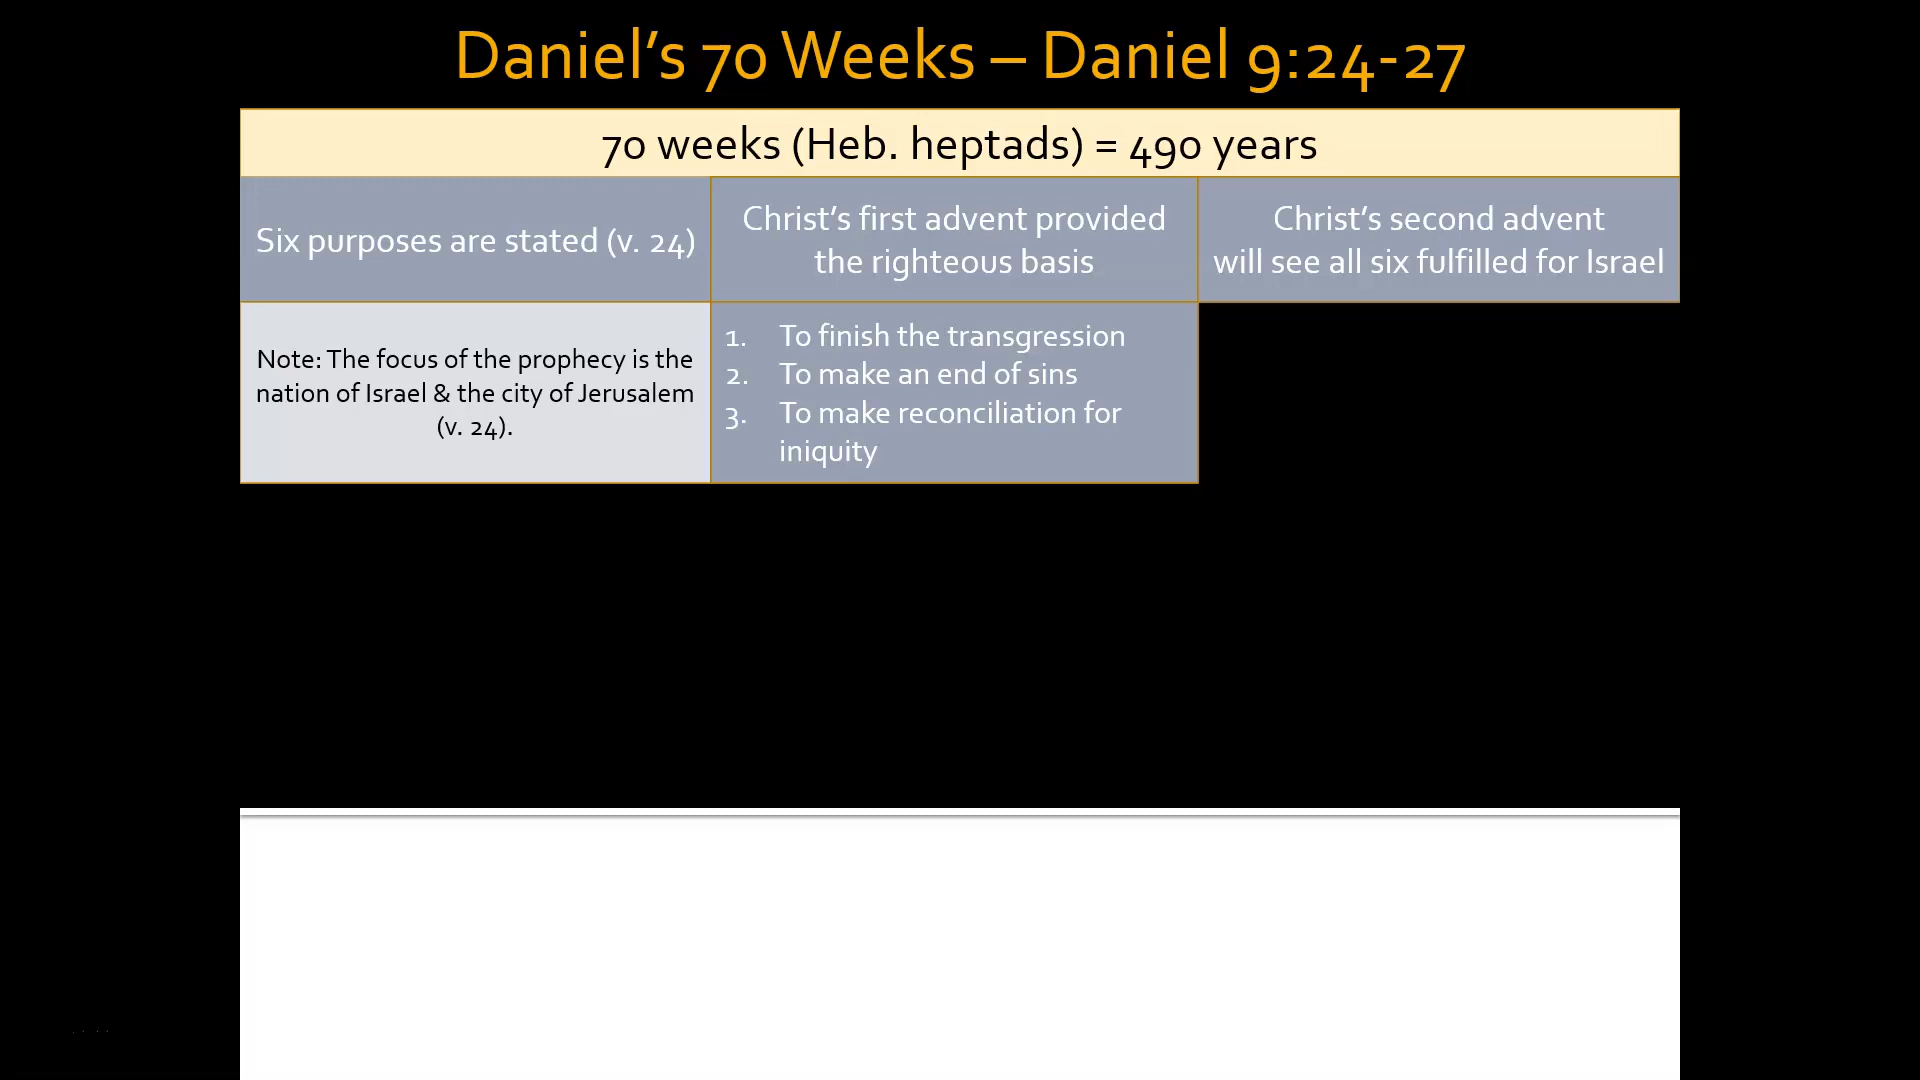 Daniel’s 70 Weeks – Daniel 9:24-27
70 weeks (Heb. heptads) = 490 years
Six purposes are stated (v. 24)
Christ’s first advent provided
the righteous basis
Christ’s second advent
will see all six fulfilled for Israel
Note: The focus of the prophecy is the
nation of Israel & the city of Jerusalem
(v. 24).
1. To finish the transgression
2. To make an end of sins
3. To make reconciliation for
iniquity